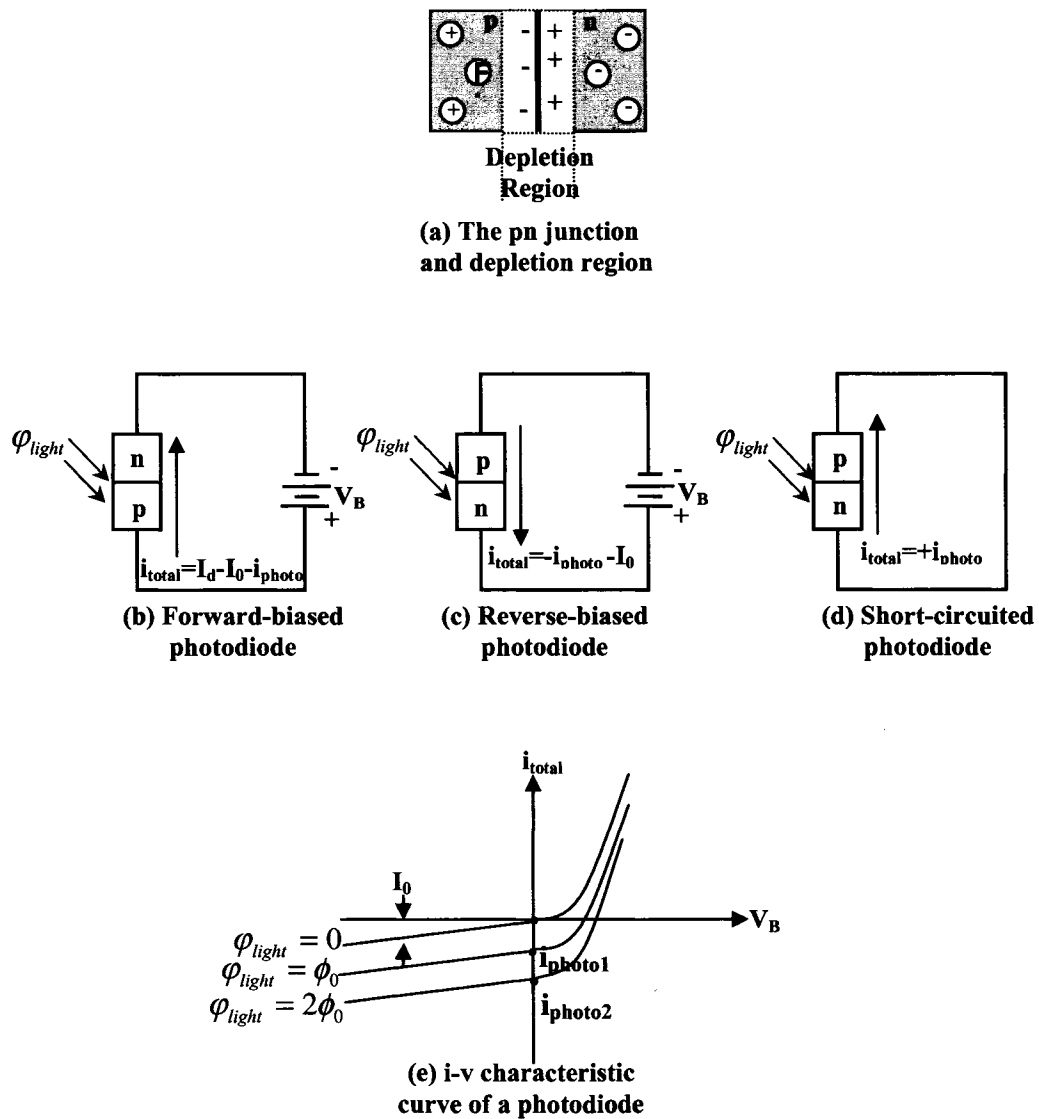 p n
+ - + -
F - + -
+ - + -
Depletion
Region
(a) The pn junction
and depletion region
φlight
n
p
-
VB
+
itotal=Id-I0-iphoto
(b) Forward-biased
photodiode
φlight
p
n
-
VB
+
itotal=-iphoto -I0
(c) Reverse-biased
photodiode
φlight
p
n
itotal=+iphoto
(d) Short-circuited
photodiode
itotal
I0
VB
φlight = 0
iphoto1
φlight = ϕ0
iphoto2
φlight = 2ϕ0
(e) i-v characteristic
curve of a photodiode